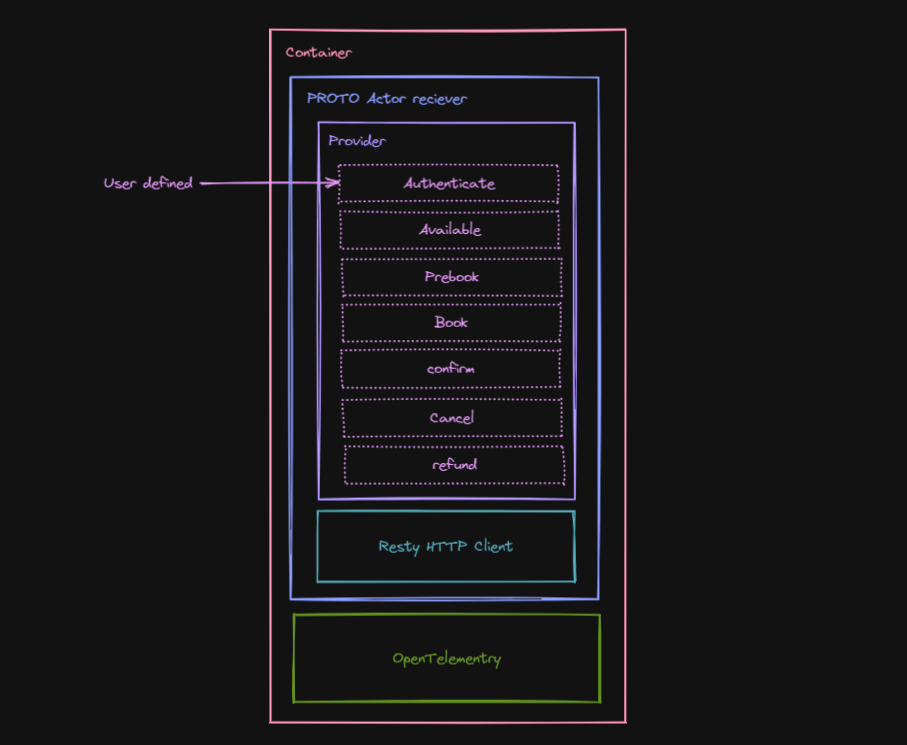 Container
PROTO Actor reciever
Provider
User defined
Authenticate
Available
Prebook
Book
confirm
Cancel
refund
Resty HTTP Client
OpenTelementry